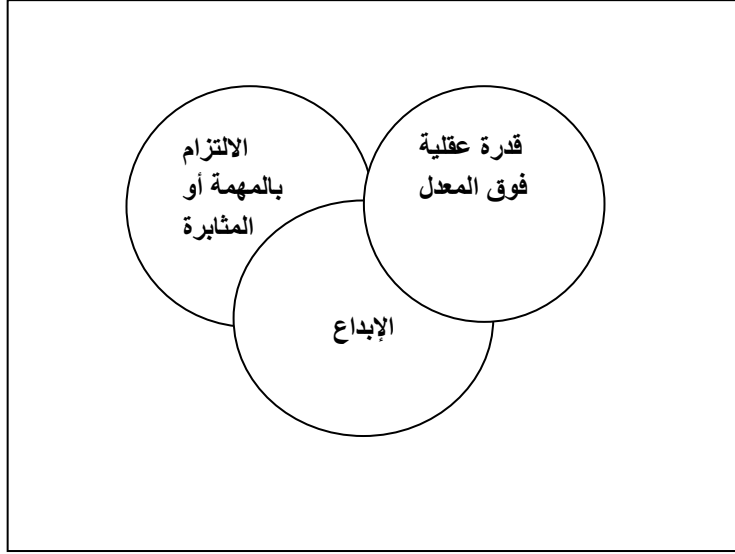 قدرة عقلية
فوق المعدل
الالتزام
بالمهمة أو
المثابرة
الإبداع